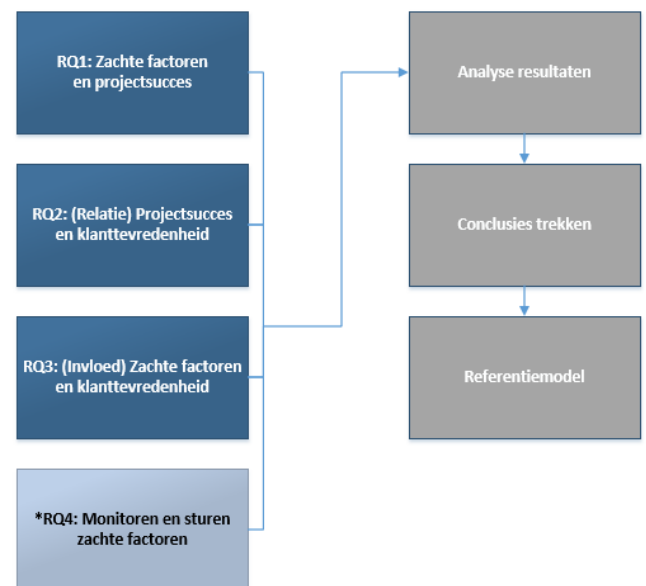 RQ1: Zachte factoren
en projectsucces
RQ2: (Relatie) Projectsucces
en klanttevredenheid
RQ3: (Invloed) Zachte factoren
en klanttevredenheid
*RQ4: Monitoren en sturen
zachte factoren
Analyse resultaten
Conclusies trekken
Referentiemodel